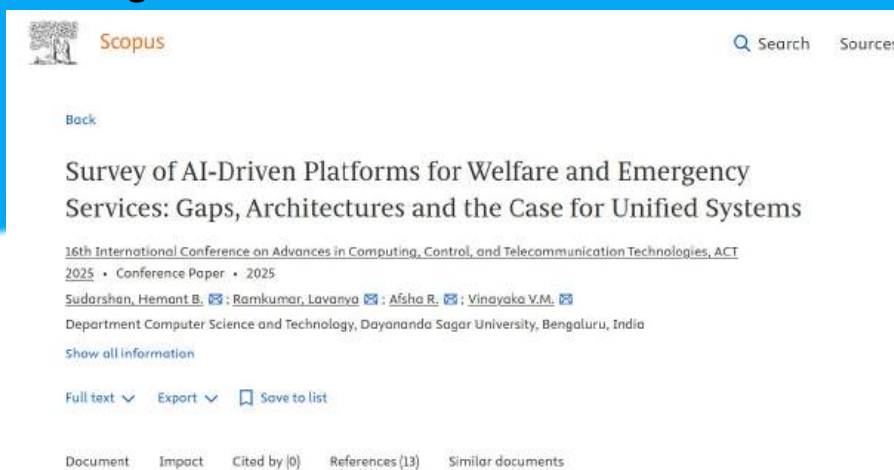 Scopus
Search Sources
Back
Survey of AI-Driven Platforms for Welfare and Emergency
Services: Gaps, Architectures and the Case for Unified Systems
16th International Conference on Advances in Computing, Control, and Telecommunication Technologies, ACT
2025 • Conference Paper • 2025
Sudarshan, Hemant B. ; Ramkumar, Lavanya ; Afsha R. ; Vinayaka V.M.
Department Computer Science and Technology, Dayananda Sagar University, Bengaluru, India
Show all information
Full text Export Save to list
Document Impact Cited by (0) References (13) Similar documents